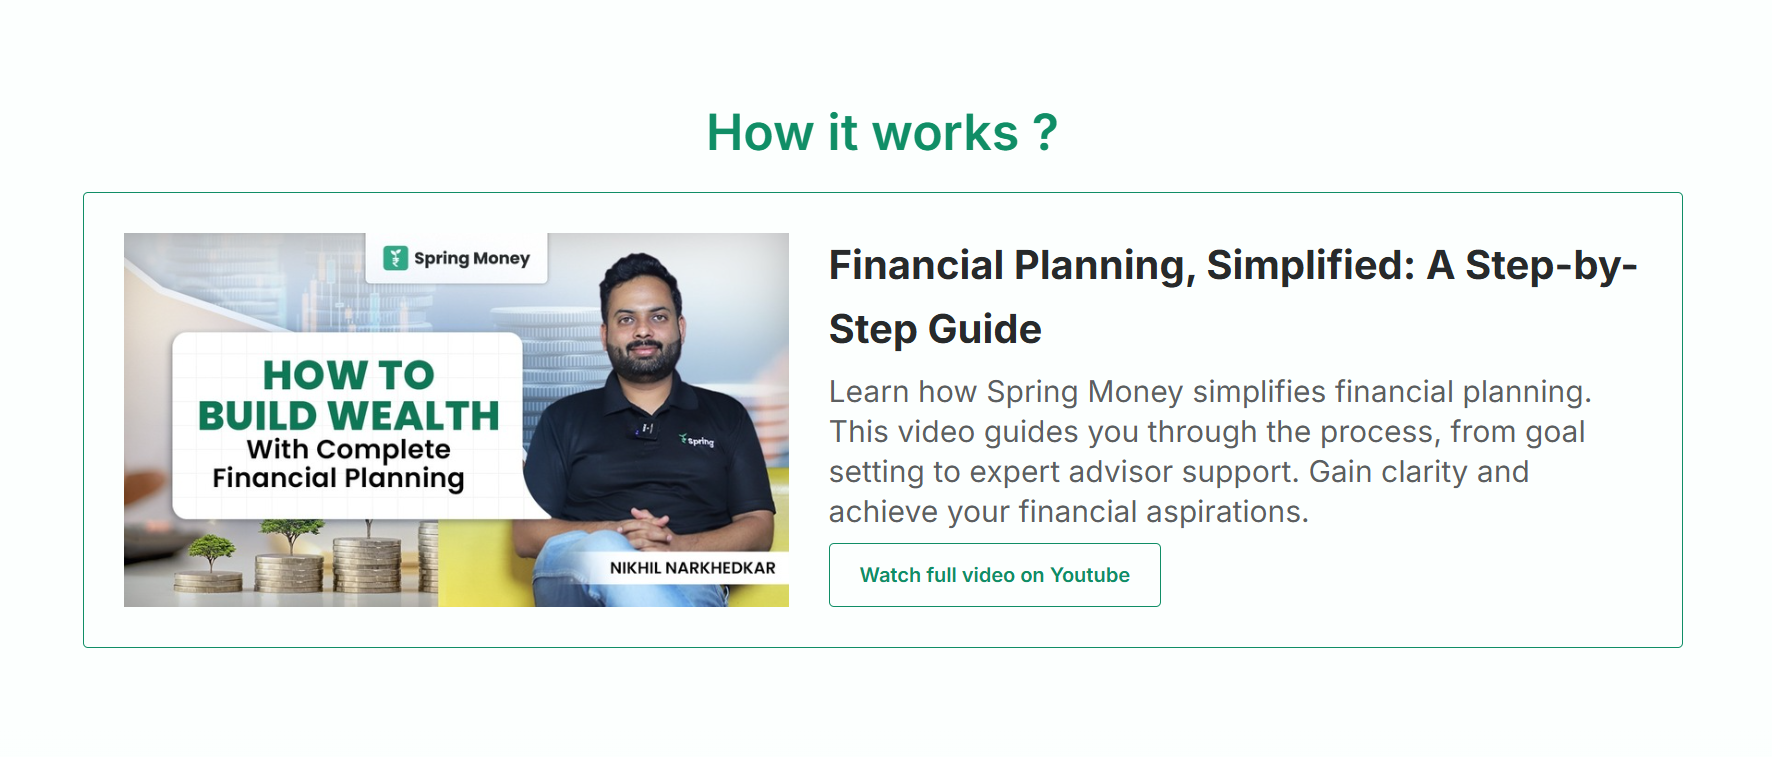 How it works ?
Spring Money
HOW TO
BUILD WEALTH
With Complete
Financial Planning
spring
NIKHIL NARKHEDKAR
Financial Planning, Simplified: A Step-by-
Step Guide
Learn how Spring Money simplifies financial planning.
This video guides you through the process, from goal
setting to expert advisor support. Gain clarity and
achieve your financial aspirations.
Watch full video on Youtube